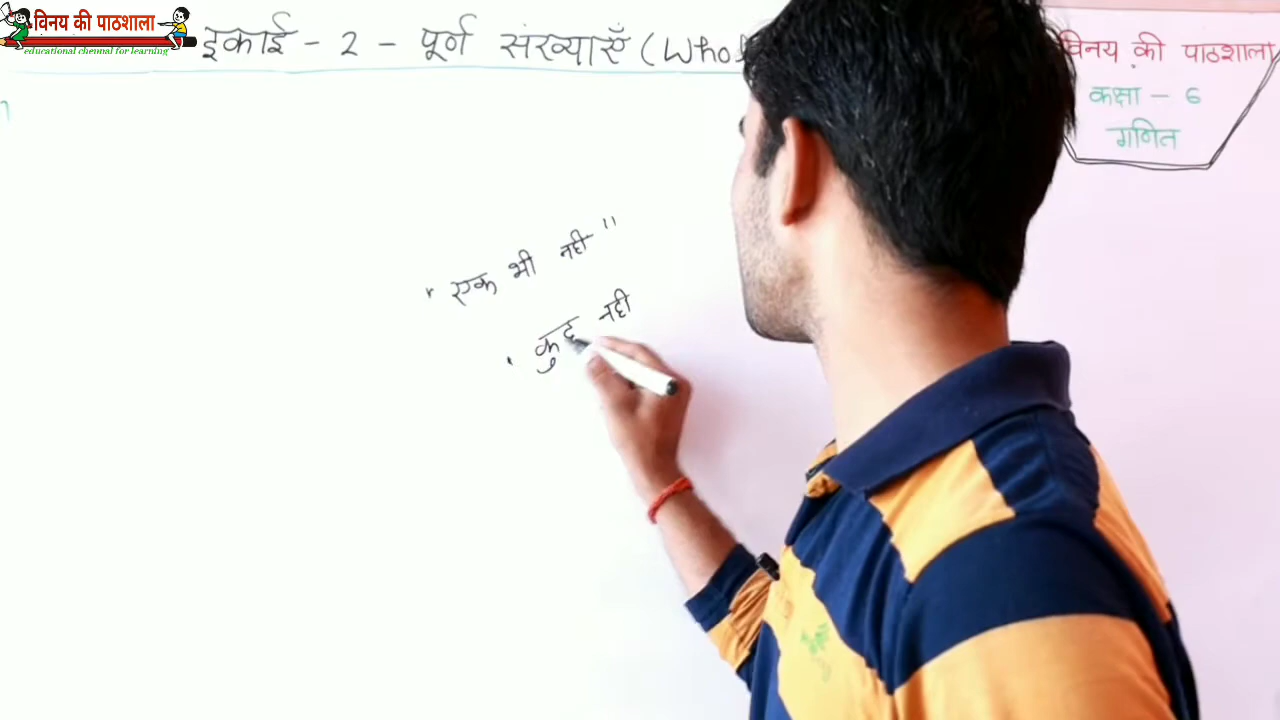 विनय की पाठशाला
educational chennal for learning
इकाई - 2 - पूर्ण संख्याएँ (Who
विनय की पाठशाला
कक्षा - 6
गणित
" एक भी नहीं "
" कुछ नही